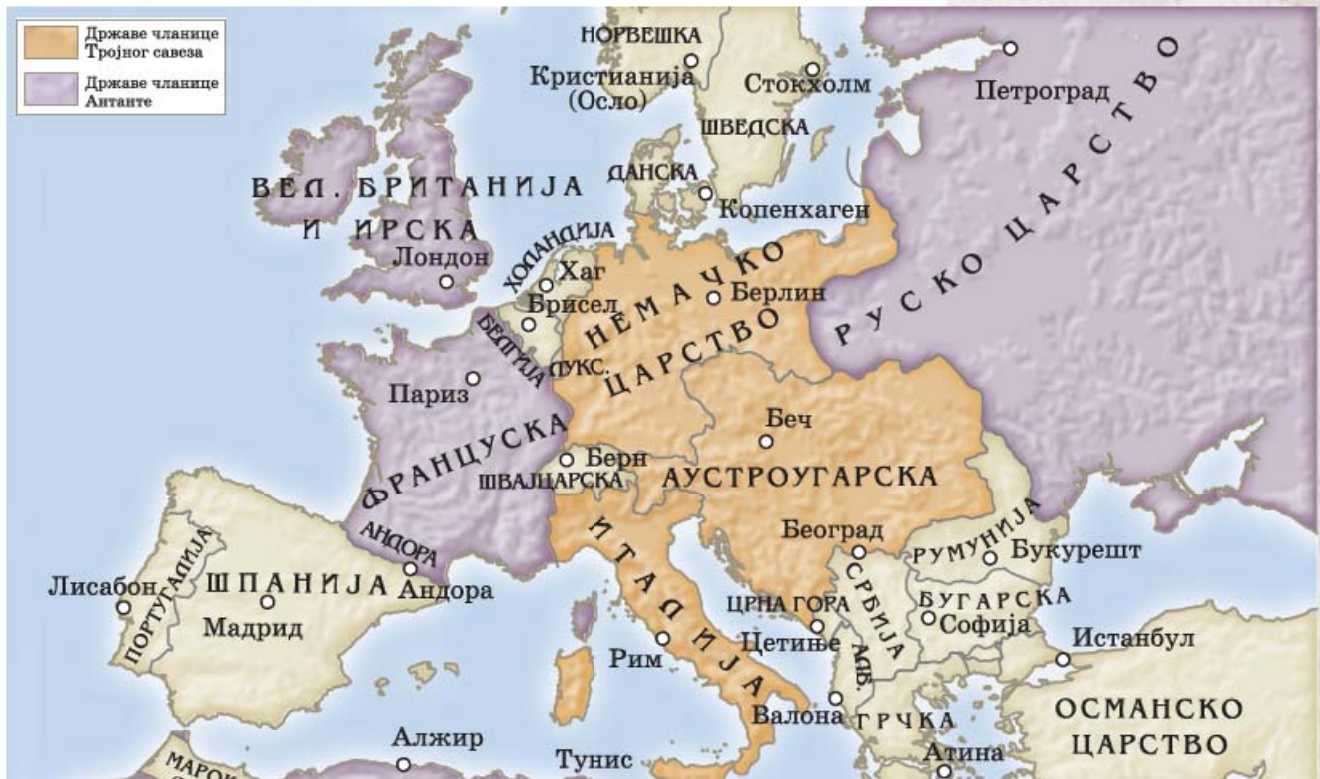 Државе чланице
Тројног савеза
Државе чланице
Антанте
НОРВЕШКА
Кристианија
(Осло)
Стокхолм
Петроград
ШВЕДСКА
ДАНСКА
Копенхаген
ВЕЛ. БРИТАНИЈА
И ИРСКА
Лондон
ХОЛАНДИЈА
Хаг
Брисел
БЕЛГИЈА
ЛУКС.
НЕМАЧКО
ЦАРСТВО
Берлин
РУСКО ЦАРСТВО
Париз
ФРАНЦУСКА
Беч
Берн
ШВАЈЦАРСКА
АУСТРОУГАРСКА
Београд
РУМУНИЈА
Букурешт
АНДОРА
Андора
ИТАЛИЈА
СРБИЈА
Лисабон
ПОРТУГАЛИЈА
ШПАНИЈА
Мадрид
ЦРНА ГОРА
Цетиње
БУГАРСКА
Софија
Истанбул
Рим
АЛБ.
Валона
ГРЧКА
Атина
ОСМАНСКО
ЦАРСТВО
Алжир
Тунис
МАРОК